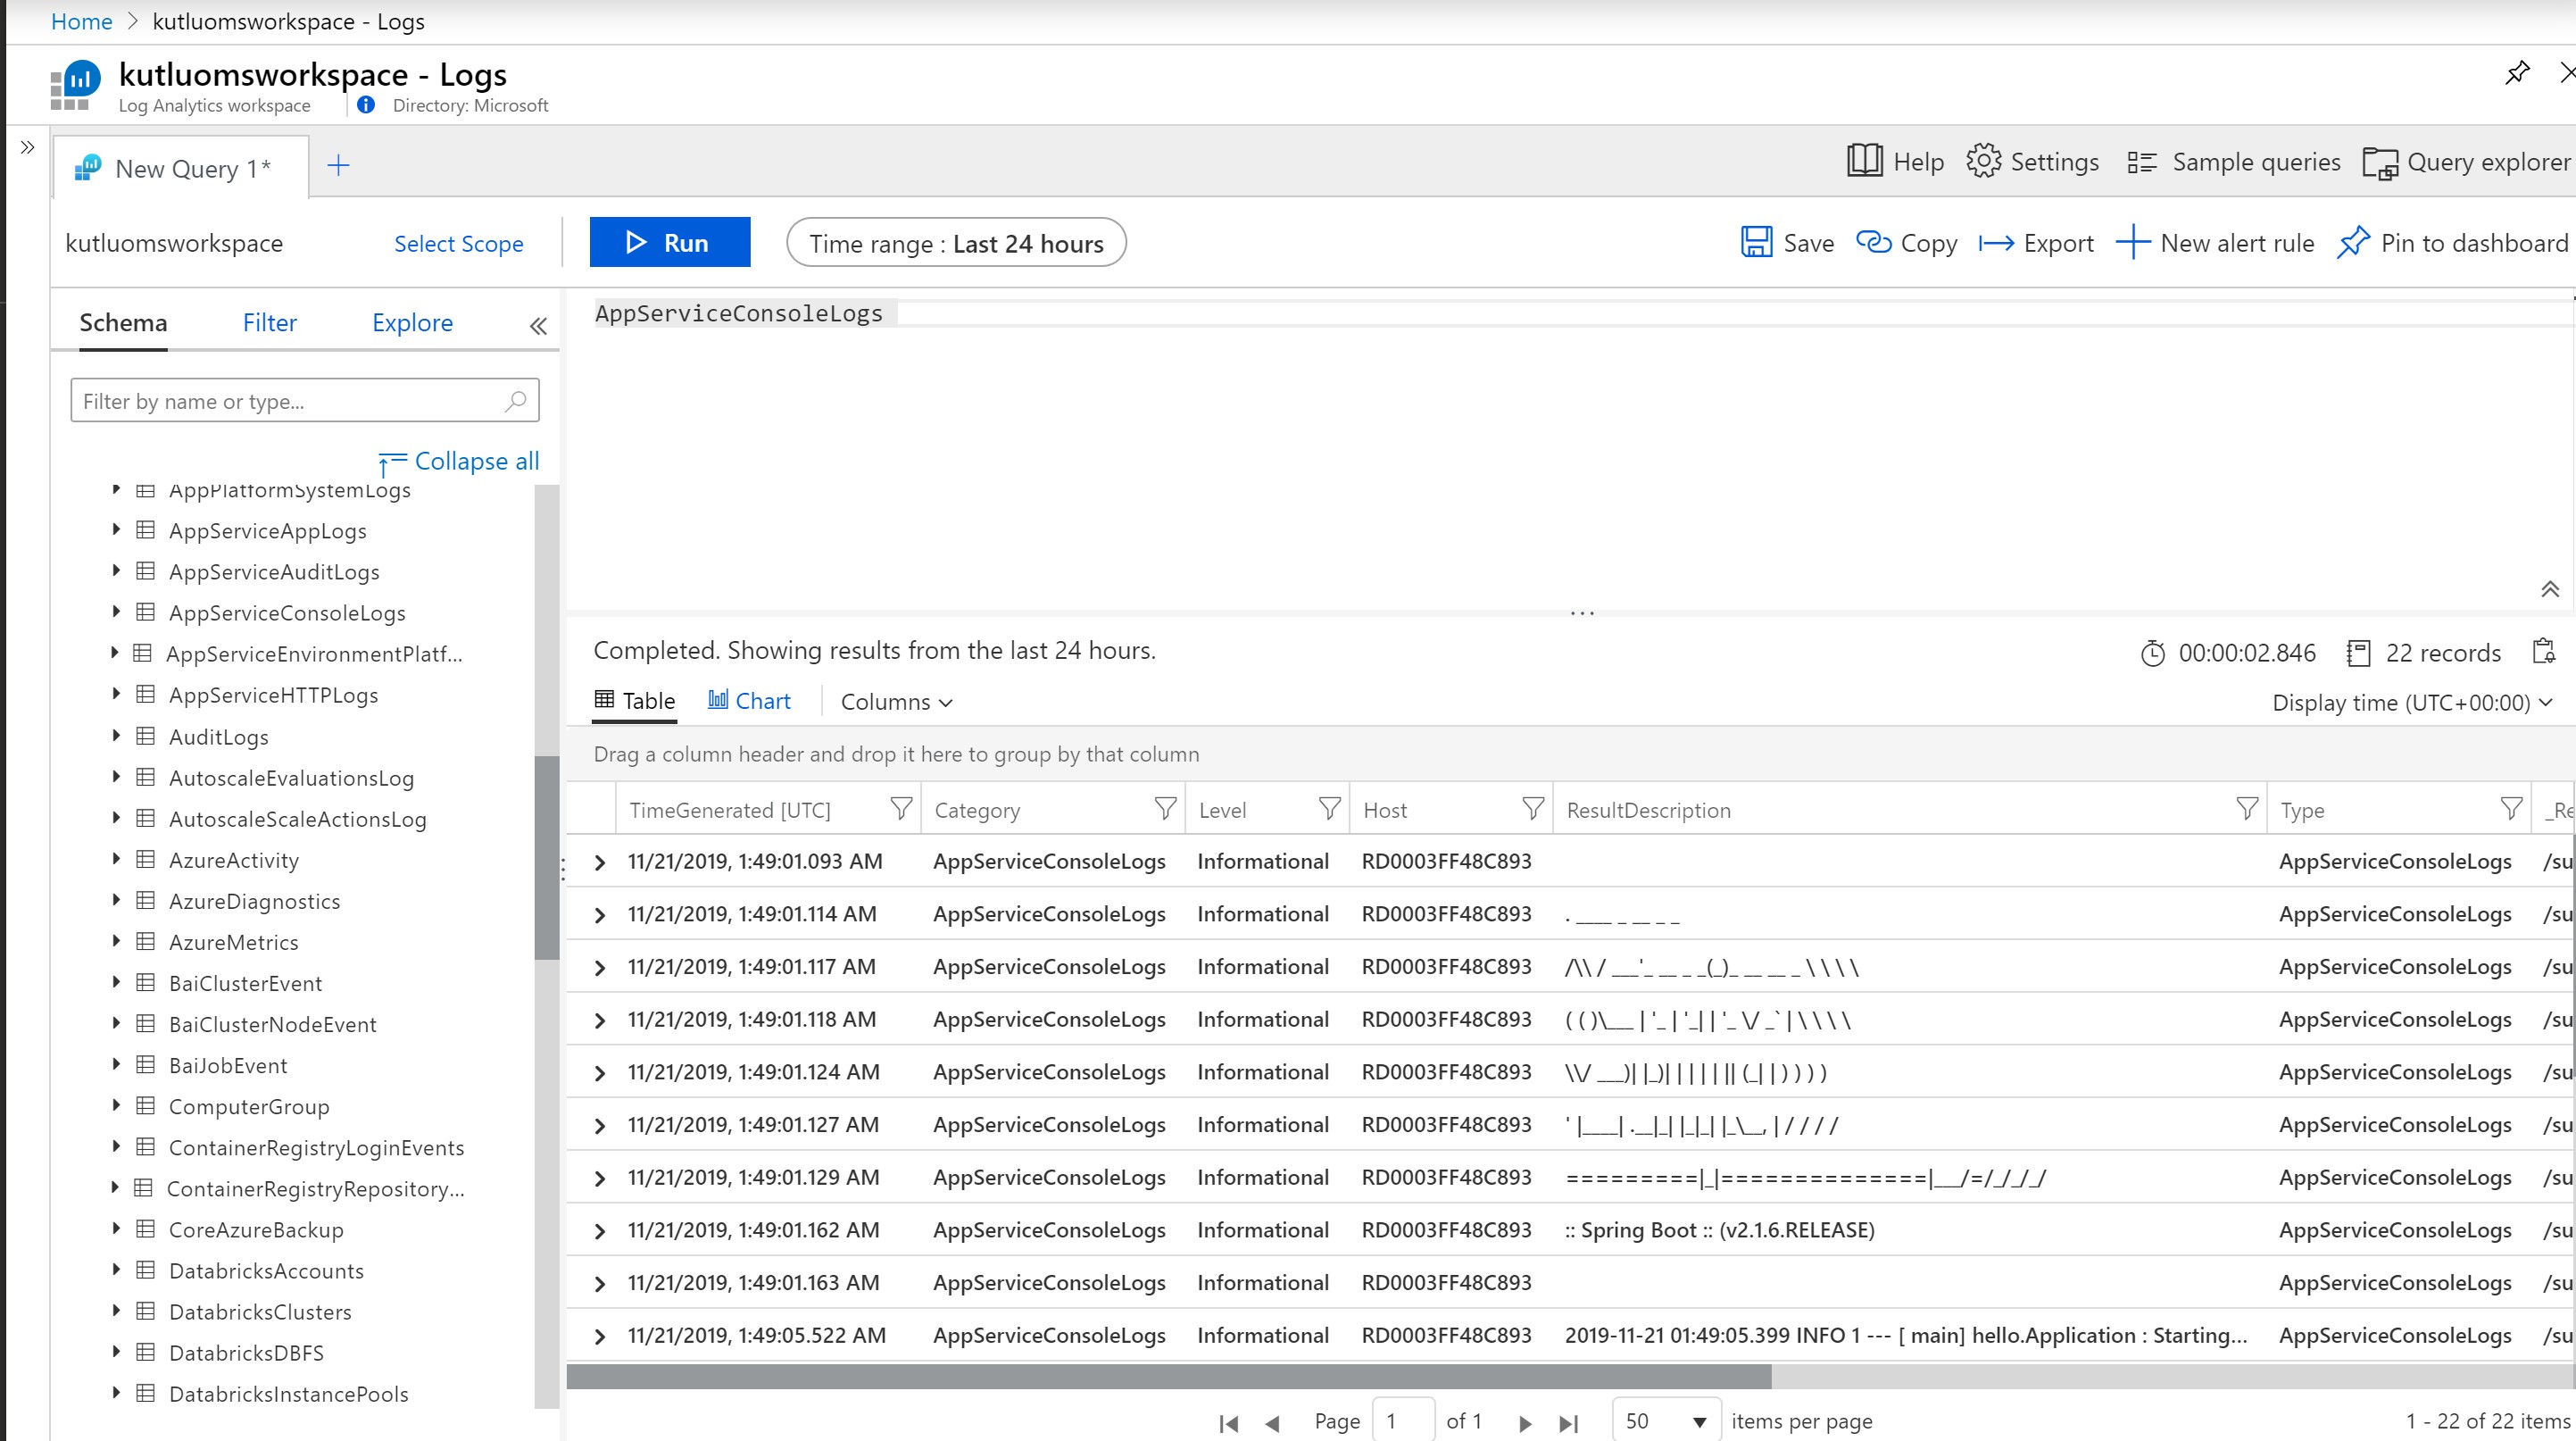 Home > kutluomsworkspace - Logs
kutluomsworkspace - Logs
Log Analytics workspace Directory: Microsoft
New Query 1* Help Settings Sample queries Query explorer
kutluomsworkspace Select Scope Run Time range : Last 24 hours Save Copy Export New alert rule Pin to dashboard
Schema Filter Explore
AppServiceConsoleLogs
Filter by name or type...
Collapse all
AppPlatformSystemLogs
AppServiceAppLogs
AppServiceAuditLogs
AppServiceConsoleLogs
AppServiceEnvironmentPlatf...
AppServiceHTTPLogs
AuditLogs
AutoscaleEvaluationsLog
AutoscaleScaleActionsLog
AzureActivity
AzureDiagnostics
AzureMetrics
BaiClusterEvent
BaiClusterNodeEvent
BaiJobEvent
ComputerGroup
ContainerRegistryLoginEvents
ContainerRegistryRepository...
CoreAzureBackup
DatabricksAccounts
DatabricksClusters
DatabricksDBFS
DatabricksInstancePools
Completed. Showing results from the last 24 hours. 00:00:02.846 22 records
Table Chart Columns Display time (UTC+00:00)
Drag a column header and drop it here to group by that column
TimeGenerated [UTC] Category Level Host ResultDescription Type _Re
11/21/2019, 1:49:01.093 AM AppServiceConsoleLogs Informational RD0003FF48C893 AppServiceConsoleLogs /su
11/21/2019, 1:49:01.114 AM AppServiceConsoleLogs Informational RD0003FF48C893 . ____ _ __ _ _ AppServiceConsoleLogs /su
11/21/2019, 1:49:01.117 AM AppServiceConsoleLogs Informational RD0003FF48C893 /\\ / ___'_ __ _ _(_)_ __ __ _ \ \ \ \ AppServiceConsoleLogs /su
11/21/2019, 1:49:01.118 AM AppServiceConsoleLogs Informational RD0003FF48C893 ( ( )\___ | '_ | '_| | '_ \/ _` | \ \ \ \ AppServiceConsoleLogs /su
11/21/2019, 1:49:01.124 AM AppServiceConsoleLogs Informational RD0003FF48C893 \\/ ___)| |_)| | | | | || (_| | ) ) ) ) AppServiceConsoleLogs /su
11/21/2019, 1:49:01.127 AM AppServiceConsoleLogs Informational RD0003FF48C893 ' |____| .__|_| |_|_| |_\__, | / / / / AppServiceConsoleLogs /su
11/21/2019, 1:49:01.129 AM AppServiceConsoleLogs Informational RD0003FF48C893 =========|_|==============|___/=/_/_/_/ AppServiceConsoleLogs /su
11/21/2019, 1:49:01.162 AM AppServiceConsoleLogs Informational RD0003FF48C893 :: Spring Boot :: (v2.1.6.RELEASE) AppServiceConsoleLogs /su
11/21/2019, 1:49:01.163 AM AppServiceConsoleLogs Informational RD0003FF48C893 AppServiceConsoleLogs /su
11/21/2019, 1:49:05.522 AM AppServiceConsoleLogs Informational RD0003FF48C893 2019-11-21 01:49:05.399 INFO 1 --- [ main] hello.Application : Starting... AppServiceConsoleLogs /su
Page 1 of 1 50 items per page 1 - 22 of 22 items